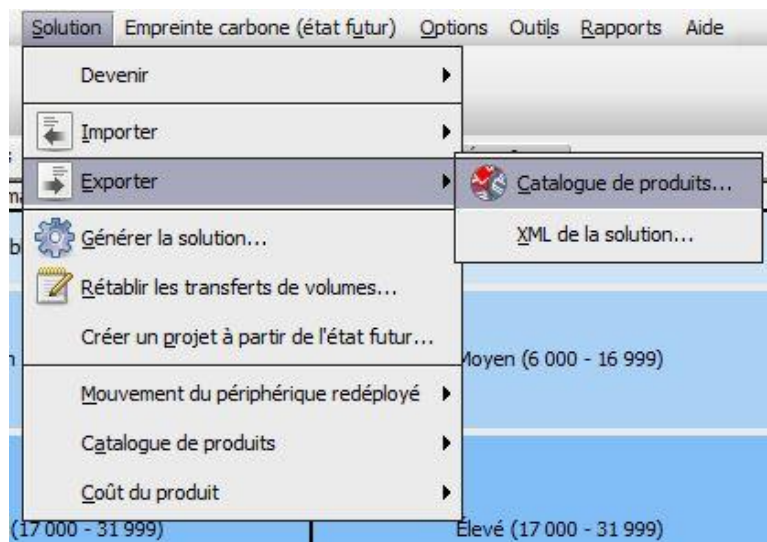 Solution Empreinte carbone (état futur) Options Outils Rapports Aide
Devenir
Importer
Exporter
Catalogue de produits...
Générer la solution...
XML de la solution...
Rétablir les transferts de volumes...
Créer un projet à partir de l'état futur...
Moyen (6 000 - 16 999)
Mouvement du périphérique redéployé
Catalogue de produits
Coût du produit
(17 000 - 31 999) Élevé (17 000 - 31 999)